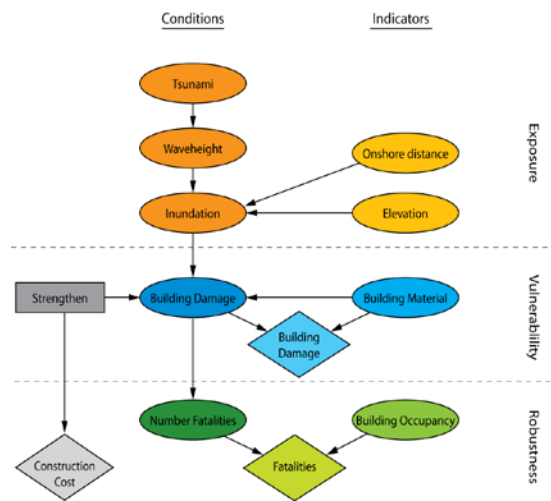 Conditions
Indicators
Tsunami
Waveheight
Onshore distance
Inundation
Elevation
Exposure
Strengthen
Building Damage
Building Material
Building
Damage
Vulnerablility
Number Fatalities
Building Occupancy
Construction
Cost
Fatalities
Robustness